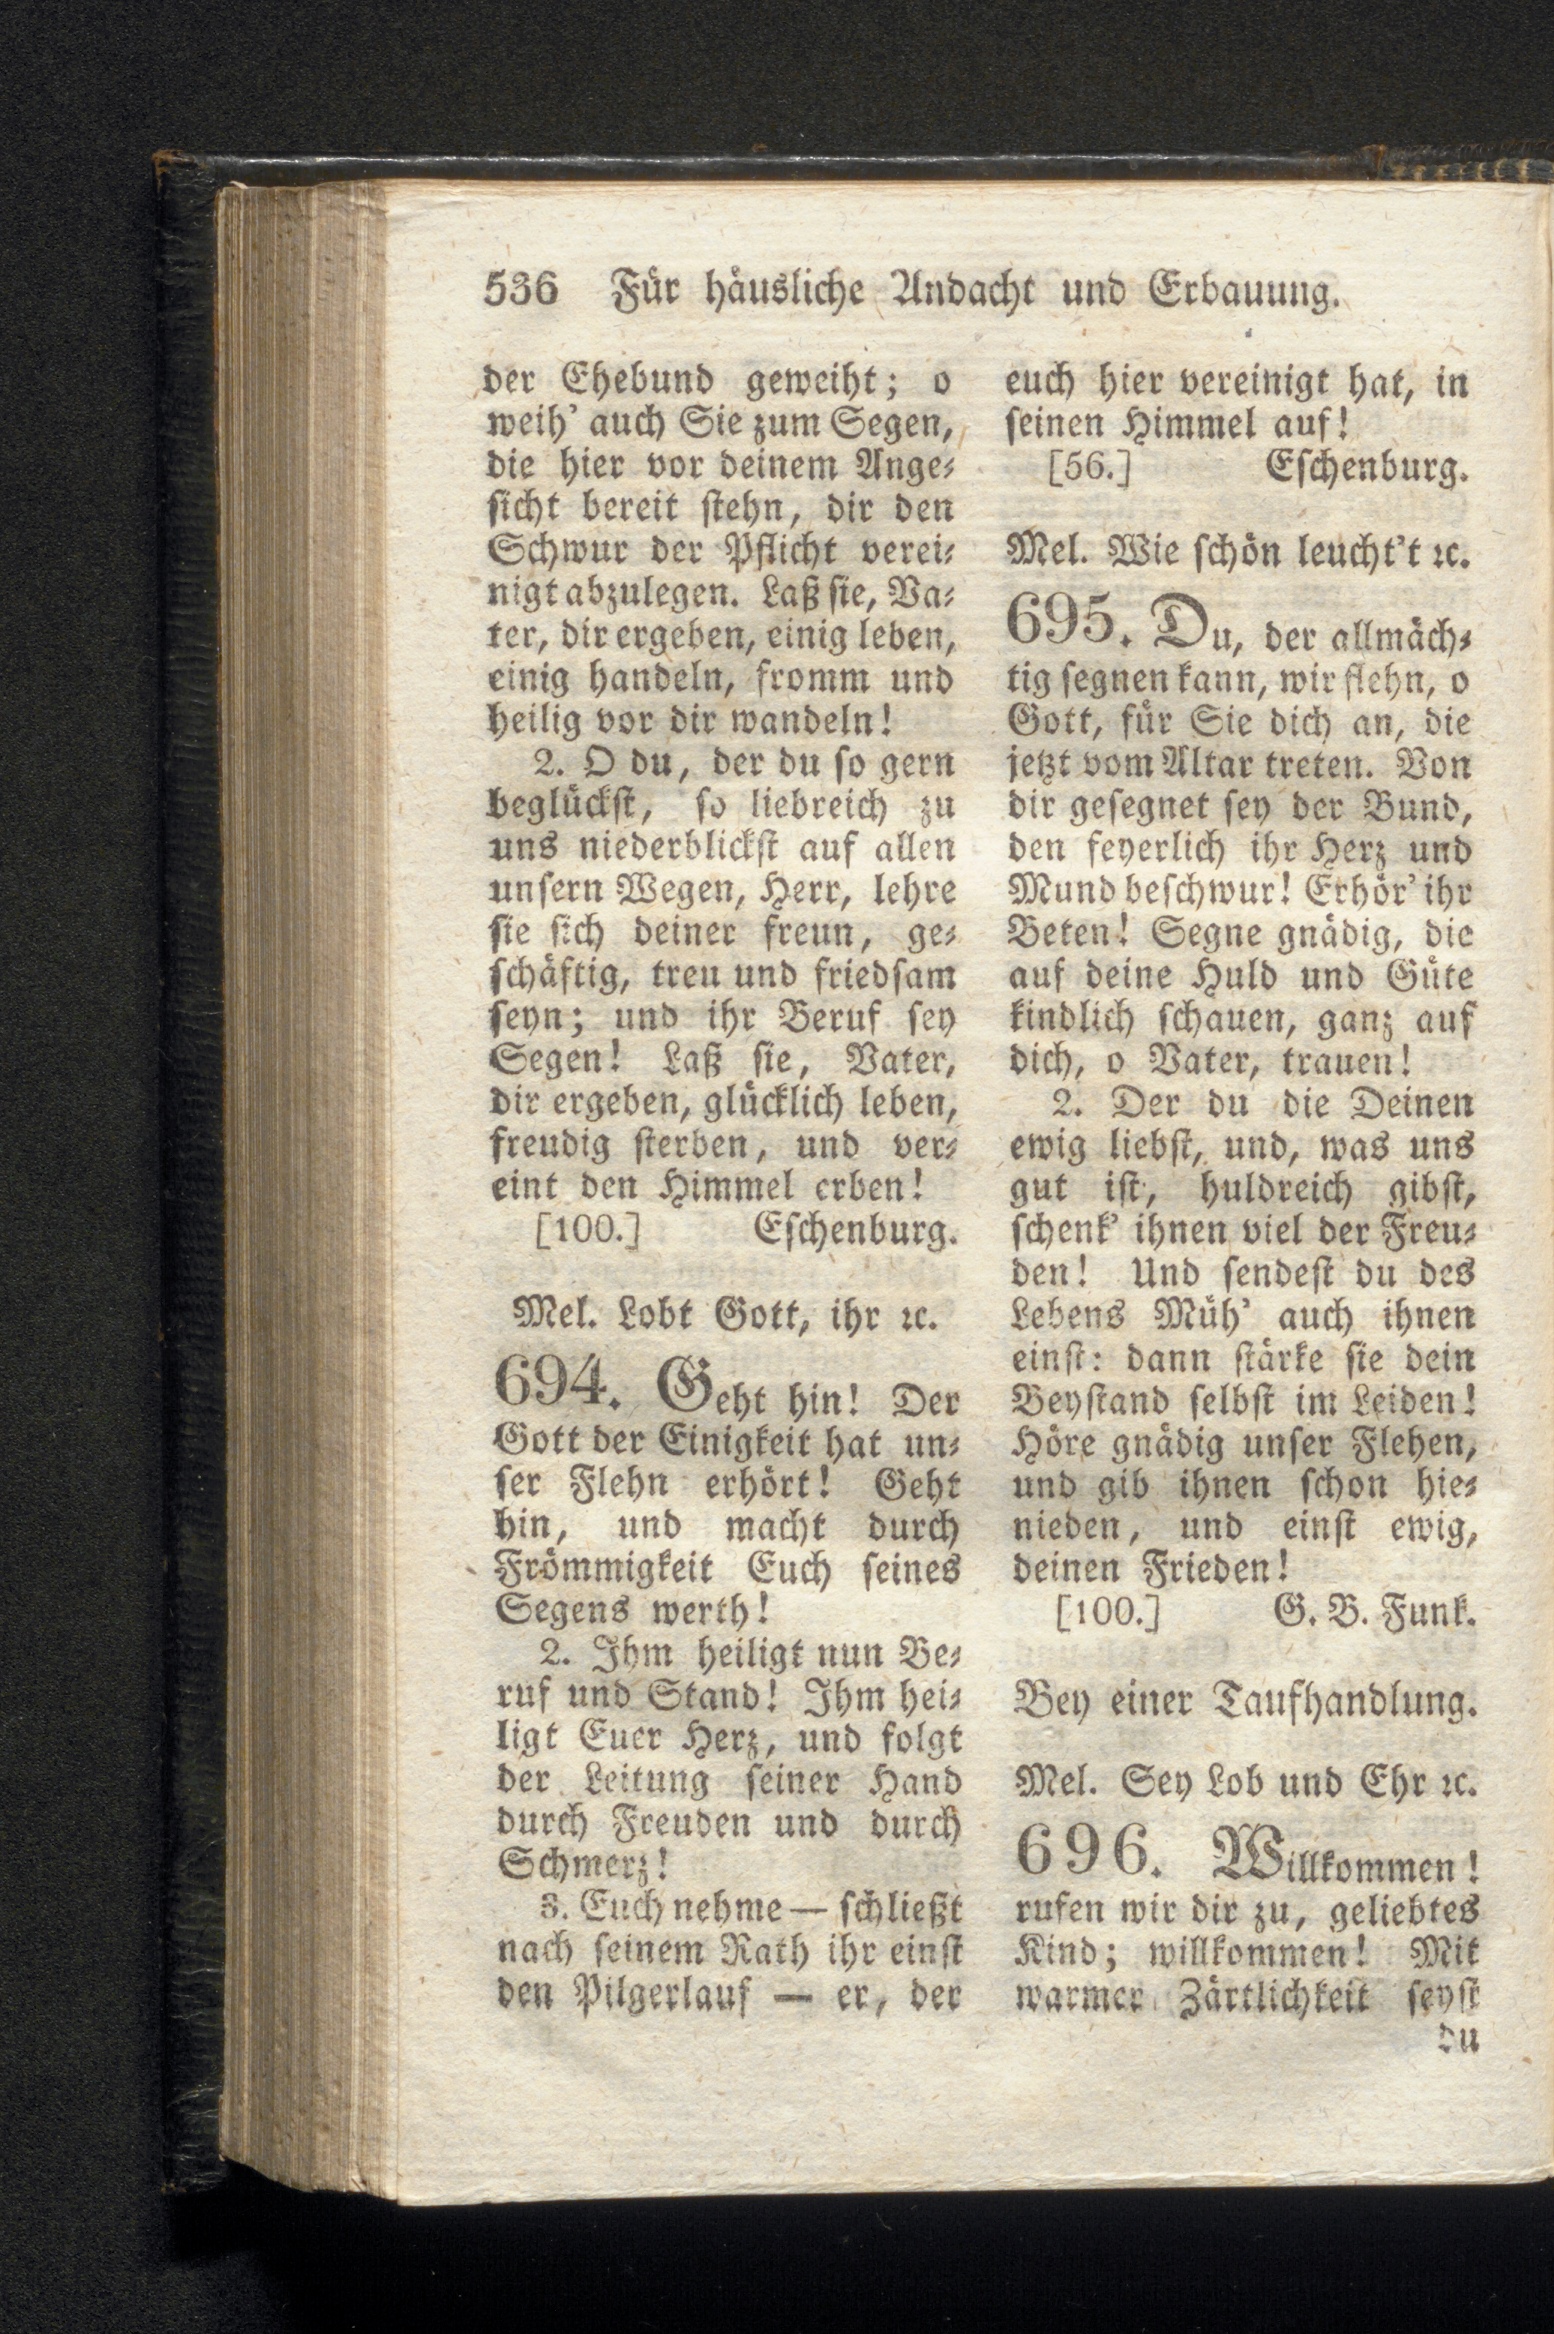 536 Für häusliche Andacht und Erbauung.
der Ehebund geweiht; o
weih' auch Sie zum Segen,
die hier vor deinem Ange⸗
ſicht bereit ſtehn, dir den
Schwur der Pflicht verei⸗
nigt abzulegen. Laß ſie, Va⸗
ter, dir ergeben, einig leben,
einig handeln, fromm und
heilig vor dir wandeln!
2. O du, der du ſo gern
beglückſt, ſo liebreich zu
uns niederblickſt auf allen
unſern Wegen, Herr, lehre
ſie ſich deiner freun, ge⸗
ſchäftig, treu und friedſam
ſeyn; und ihr Beruf ſey
Segen! Laß ſie, Vater,
dir ergeben, glücklich leben,
freudig ſterben, und ver⸗
eint den Himmel erben!
[100.] Eſchenburg.
Mel. Lobt Gott, ihr ꝛc.
694. Geht hin! Der
Gott der Einigkeit hat un⸗
ſer Flehn erhört! Geht
hin, und macht durch
Frömmigkeit Euch ſeines
Segens werth!
2. Ihm heiligt nun Be⸗
ruf und Stand! Ihm hei⸗
ligt Euer Herz, und folgt
der Leitung ſeiner Hand
durch Freuden und durch
Schmerz!
3. Euch nehme — ſchließt
nach ſeinem Rath ihr einſt
den Pilgerlauf — er, der
euch hier vereinigt hat, in
ſeinen Himmel auf!
[56.] Eſchenburg.
Mel. Wie ſchön leucht't ꝛc.
695. Du, der allmäch⸗
tig ſegnen kann, wir flehn, o
Gott, für Sie dich an, die
jetzt vom Altar treten. Von
dir geſegnet ſey der Bund,
den feyerlich ihr Herz und
Mund beſchwur! Erhör' ihr
Beten! Segne gnädig, die
auf deine Huld und Güte
kindlich ſchauen, ganz auf
dich, o Vater, trauen!
2. Der du die Deinen
ewig liebſt, und, was uns
gut iſt, huldreich gibſt,
ſchenk' ihnen viel der Freu⸗
den! Und ſendeſt du des
Lebens Müh' auch ihnen
einſt: dann ſtärke ſie dein
Beyſtand ſelbſt im Leiden!
Höre gnädig unſer Flehen,
und gib ihnen ſchon hie⸗
nieden, und einſt ewig,
deinen Frieden!
[100.] G. B. Funk.
Bey einer Taufhandlung.
Mel. Sey Lob und Ehr ꝛc.
696. Willkommen!
rufen wir dir zu, geliebtes
Kind; willkommen! Mit
warmer Zärtlichkeit ſeyſt
du